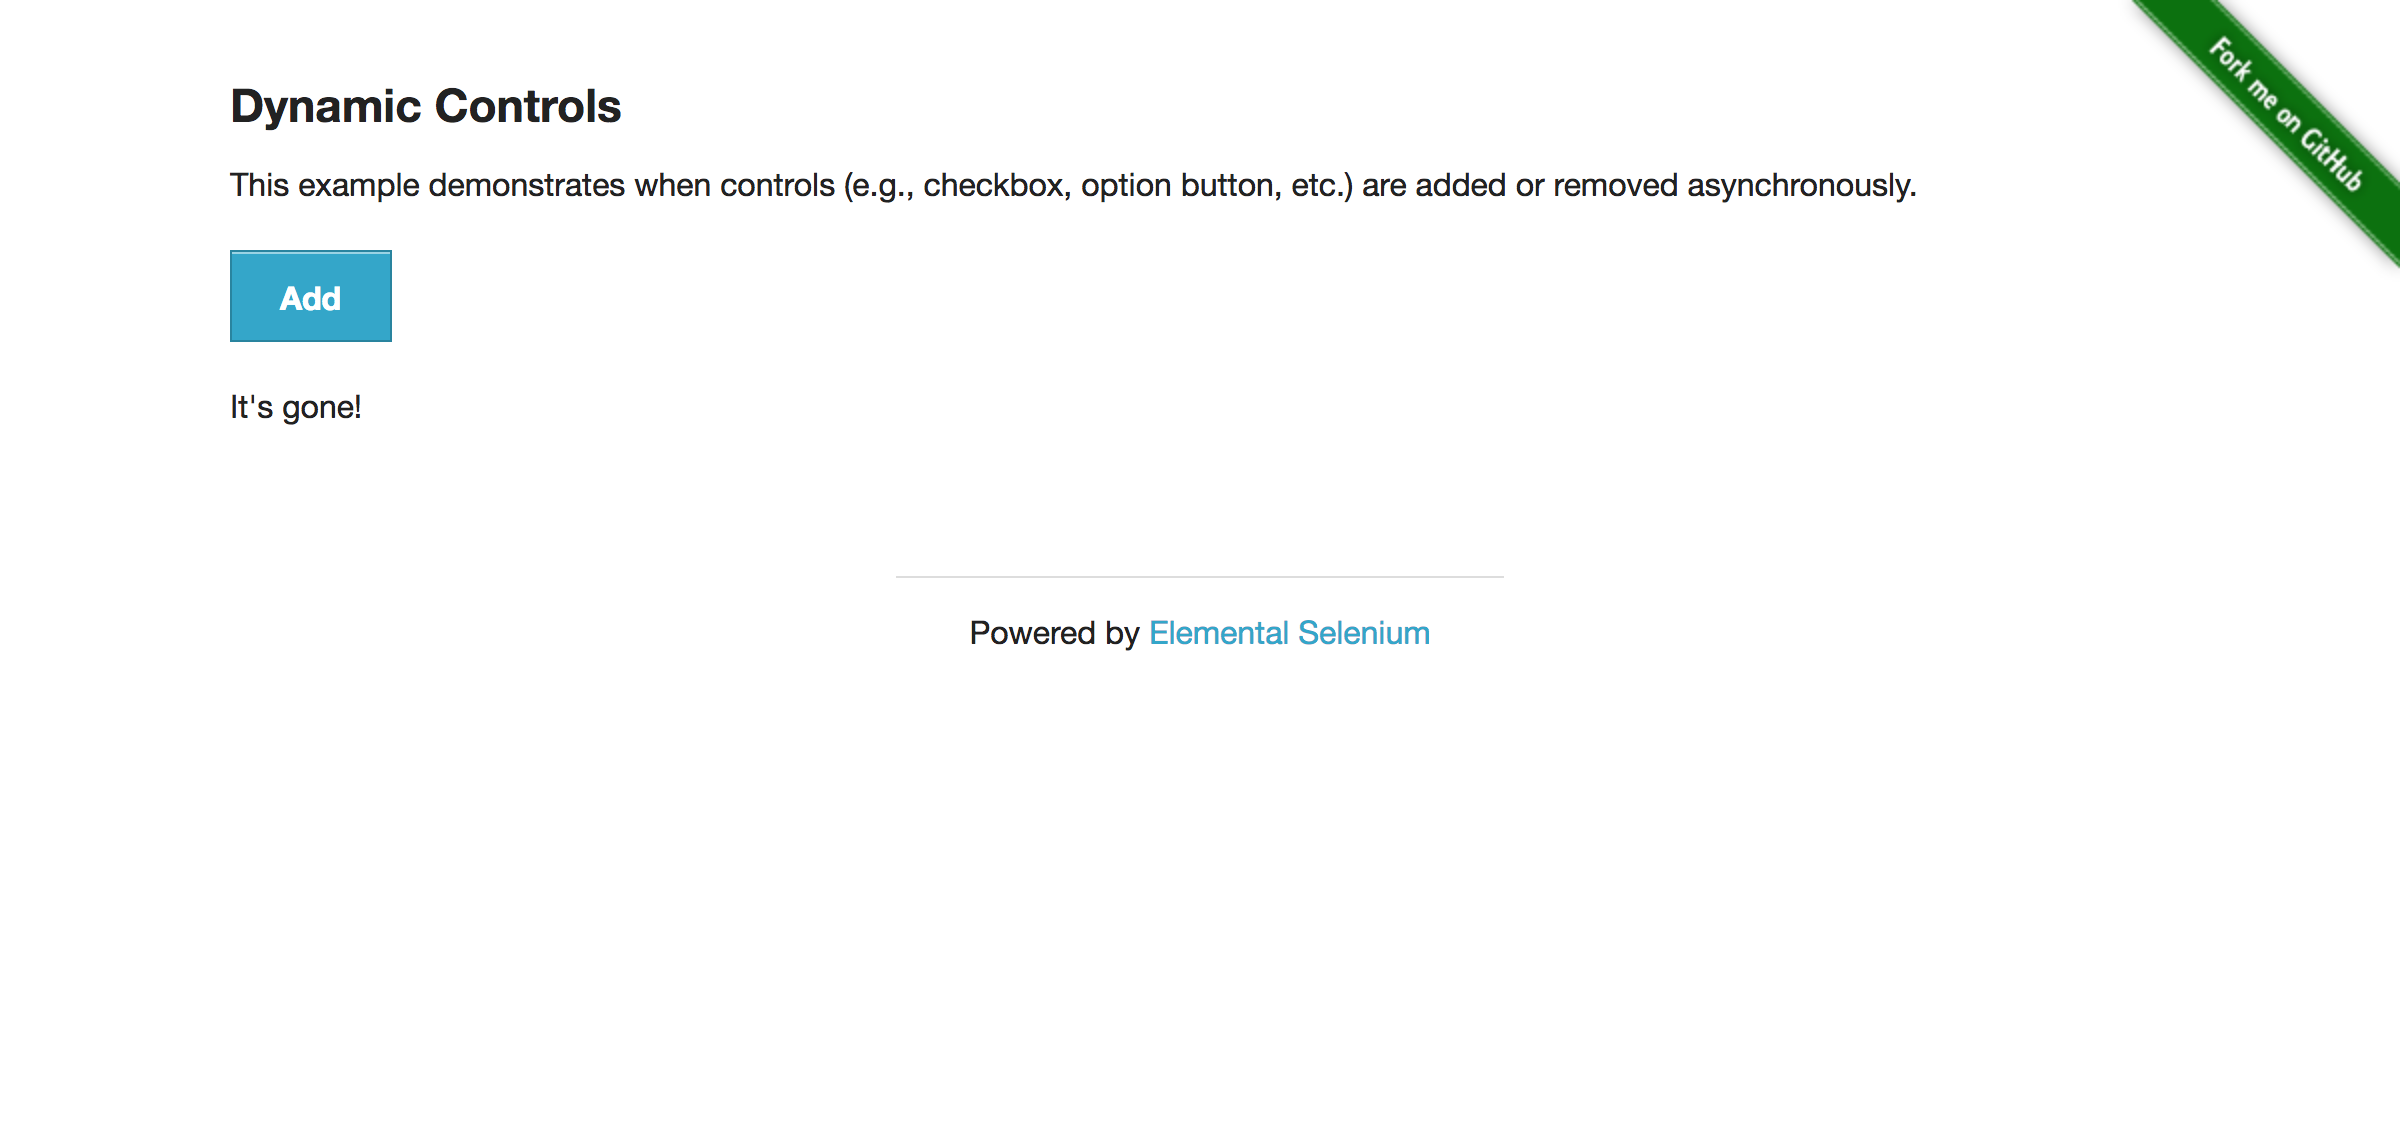 Fork me on GitHub
Dynamic Controls
This example demonstrates when controls (e.g., checkbox, option button, etc.) are added or removed asynchronously.
Add
It's gone!
Powered by Elemental Selenium